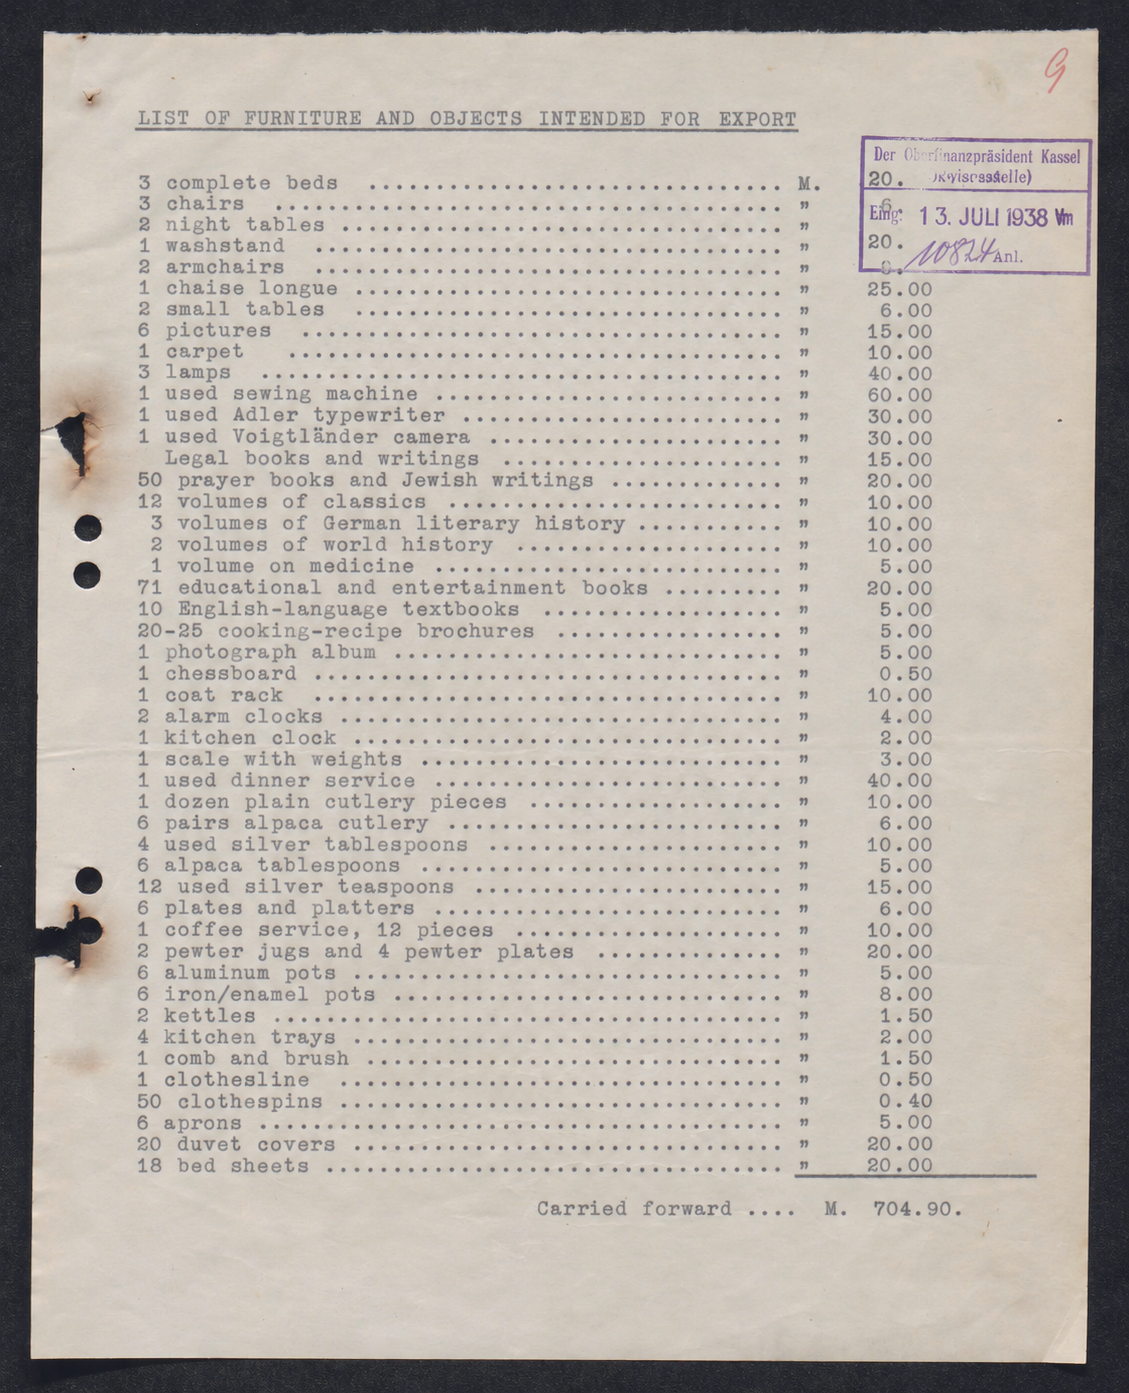 9
LIST OF FURNITURE AND OBJECTS INTENDED FOR EXPORT
Der Oberfinanzpräsident Kassel
Eing: 13. JULI 1938 Vm
10824 Anl.
3 complete beds ............................... M. 20.
3 chairs ...................................... " 6.
2 night tables ................................ "
1 washstand ................................... " 20.
2 armchairs ................................... "
1 chaise longue ................................ " 25.00
2 small tables ................................ " 6.00
6 pictures .................................... " 15.00
1 carpet ..................................... " 10.00
3 lamps ....................................... " 40.00
1 used sewing machine .......................... " 60.00
1 used Adler typewriter ........................ " 30.00
1 used Voigtländer camera ...................... " 30.00
Legal books and writings ..................... " 15.00
50 prayer books and Jewish writings ............. " 20.00
12 volumes of classics ......................... " 10.00
3 volumes of German literary history ........... " 10.00
2 volumes of world history .................... " 10.00
1 volume on medicine .......................... " 5.00
71 educational and entertainment books ......... " 20.00
10 English-language textbooks .................. " 5.00
20-25 cooking-recipe brochures ................. " 5.00
1 photograph album ............................. " 5.00
1 chessboard ................................... " 0.50
1 coat rack ................................... " 10.00
2 alarm clocks ................................. " 4.00
1 kitchen clock ................................ " 2.00
1 scale with weights ........................... " 3.00
1 used dinner service .......................... " 40.00
1 dozen plain cutlery pieces ................... " 10.00
6 pairs alpaca cutlery ......................... " 6.00
4 used silver tablespoons ...................... " 10.00
6 alpaca tablespoons ........................... " 5.00
12 used silver teaspoons ....................... " 15.00
6 plates and platters .......................... " 6.00
1 coffee service, 12 pieces .................... " 10.00
2 pewter jugs and 4 pewter plates .............. " 20.00
6 aluminum pots ................................ " 5.00
6 iron/enamel pots ............................. " 8.00
2 kettles ...................................... " 1.50
4 kitchen trays ................................ " 2.00
1 comb and brush ............................... " 1.50
1 clothesline ................................. " 0.50
50 clothespins ................................. " 0.40
6 aprons ....................................... " 5.00
20 duvet covers ................................ " 20.00
18 bed sheets .................................. " 20.00
Carried forward .... M. 704.90.